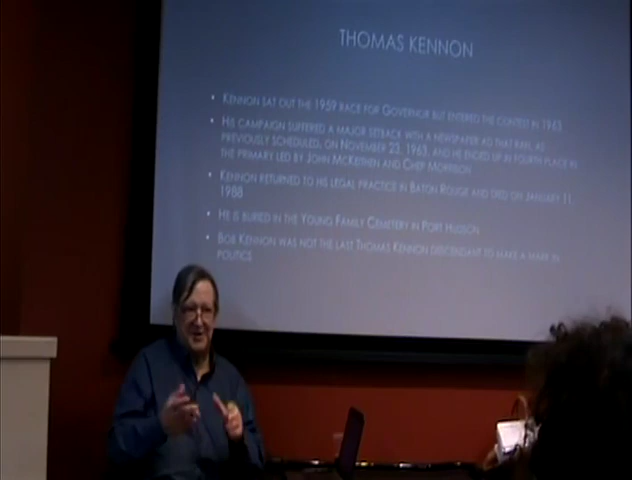 THOMAS KENNON
• KENNON SAT OUT THE 1959 RACE FOR GOVERNOR BUT ENTERED THE CONTEST IN 1963
• HIS CAMPAIGN SUFFERED A MAJOR SETBACK WITH A NEWSPAPER AD THAT RAN, AS
PREVIOUSLY SCHEDULED, ON NOVEMBER 23, 1963, AND HE ENDED UP IN FOURTH PLACE IN
THE PRIMARY LED BY JOHN MCKEITHEN AND CHEP MORRISON
• KENNON RETURNED TO HIS LEGAL PRACTICE IN BATON ROUGE AND DIED ON JANUARY 11,
1988
• HE IS BURIED IN THE YOUNG FAMILY CEMETERY IN PORT HUDSON
• BOB KENNON WAS NOT THE LAST THOMAS KENNON DESCENDANT TO MAKE A MARK IN
POLITICS